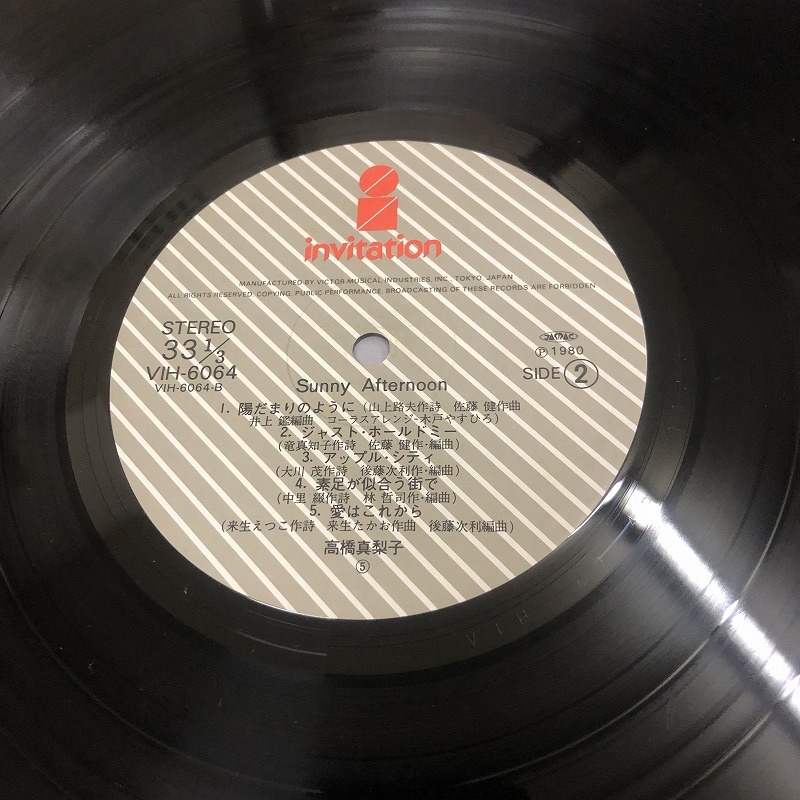 invitation
MANUFACTURED BY VICTOR MUSICAL INDUSTRIES, INC., TOKYO, JAPAN
ALL RIGHTS RESERVED, COPYING, PUBLIC PERFORMANCE, BROADCASTING OF THESE RECORDS ARE FORBIDDEN
STEREO
33 1/3
VIH-6064
VIH-6064-B
JASRAC
Ⓟ1980
SIDE ②
Sunny Afternoon
1. 陽だまりのように (山上路夫作詩 佐藤 健作曲
井上 鑑編曲 コーラスアレンジ・木戸やすひろ)
2. ジャスト・ホールドミー
(竜真知子作詩 佐藤 健作・編曲)
3. アップル・シティ
(大川 茂作詩 後藤次利作・編曲)
4. 素足が似合う街で
(中里 綴作詩 林 哲司作・編曲)
5. 愛はこれから
(来生えつこ作詩 来生たかお作曲 後藤次利編曲)
高橋真梨子
⑤
VIH